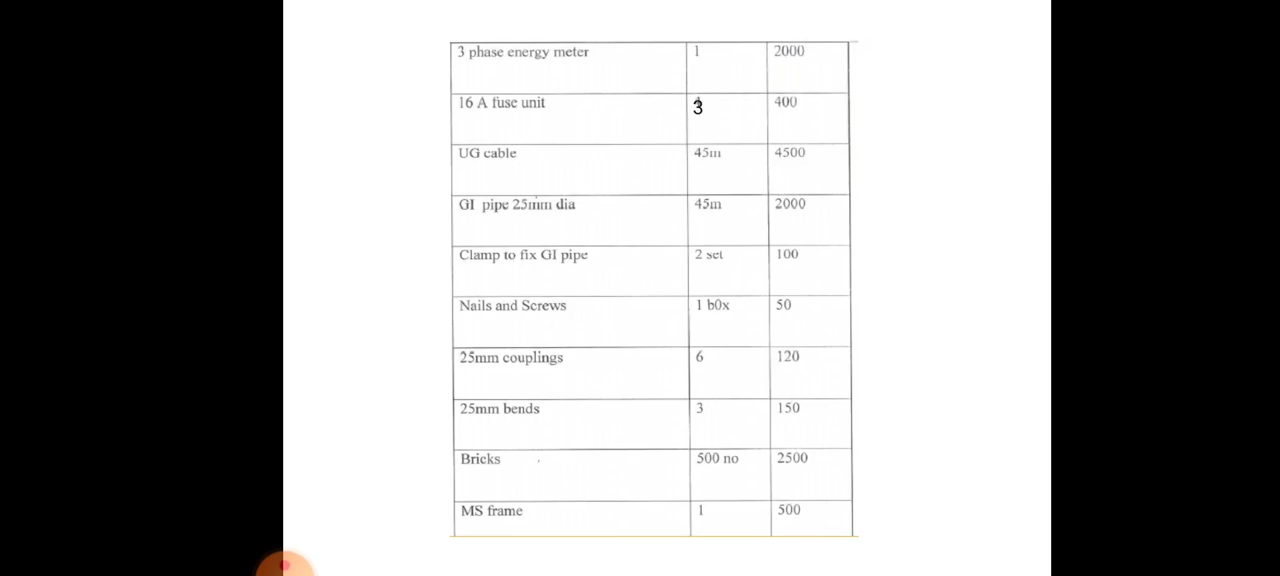 3 phase energy meter 1 2000
16 A fuse unit 3 400
UG cable 45m 4500
GI pipe 25mm dia 45m 2000
Clamp to fix GI pipe 2 set 100
Nails and Screws 1 b0x 50
25mm couplings 6 120
25mm bends 3 150
Bricks 500 no 2500
MS frame 1 500